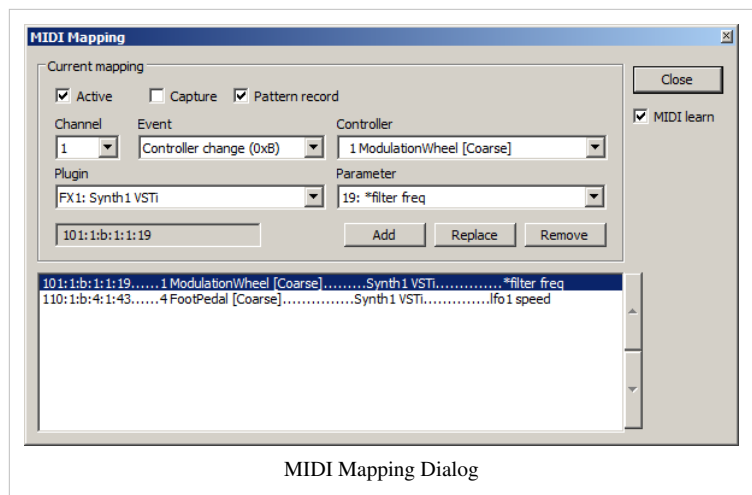 MIDI Mapping
Current mapping
Close
Active Capture Pattern record
MIDI learn
Channel Event Controller
1 Controller change (0xB) 1 ModulationWheel [Coarse]
Plugin Parameter
FX1: Synth1 VSTi 19: *filter freq
101:1:b:1:1:19 Add Replace Remove
101:1:b:1:1:19......1 ModulationWheel [Coarse].........Synth1 VSTi..............*filter freq
110:1:b:4:1:43......4 FootPedal [Coarse]...............Synth1 VSTi..............lfo1 speed
MIDI Mapping Dialog